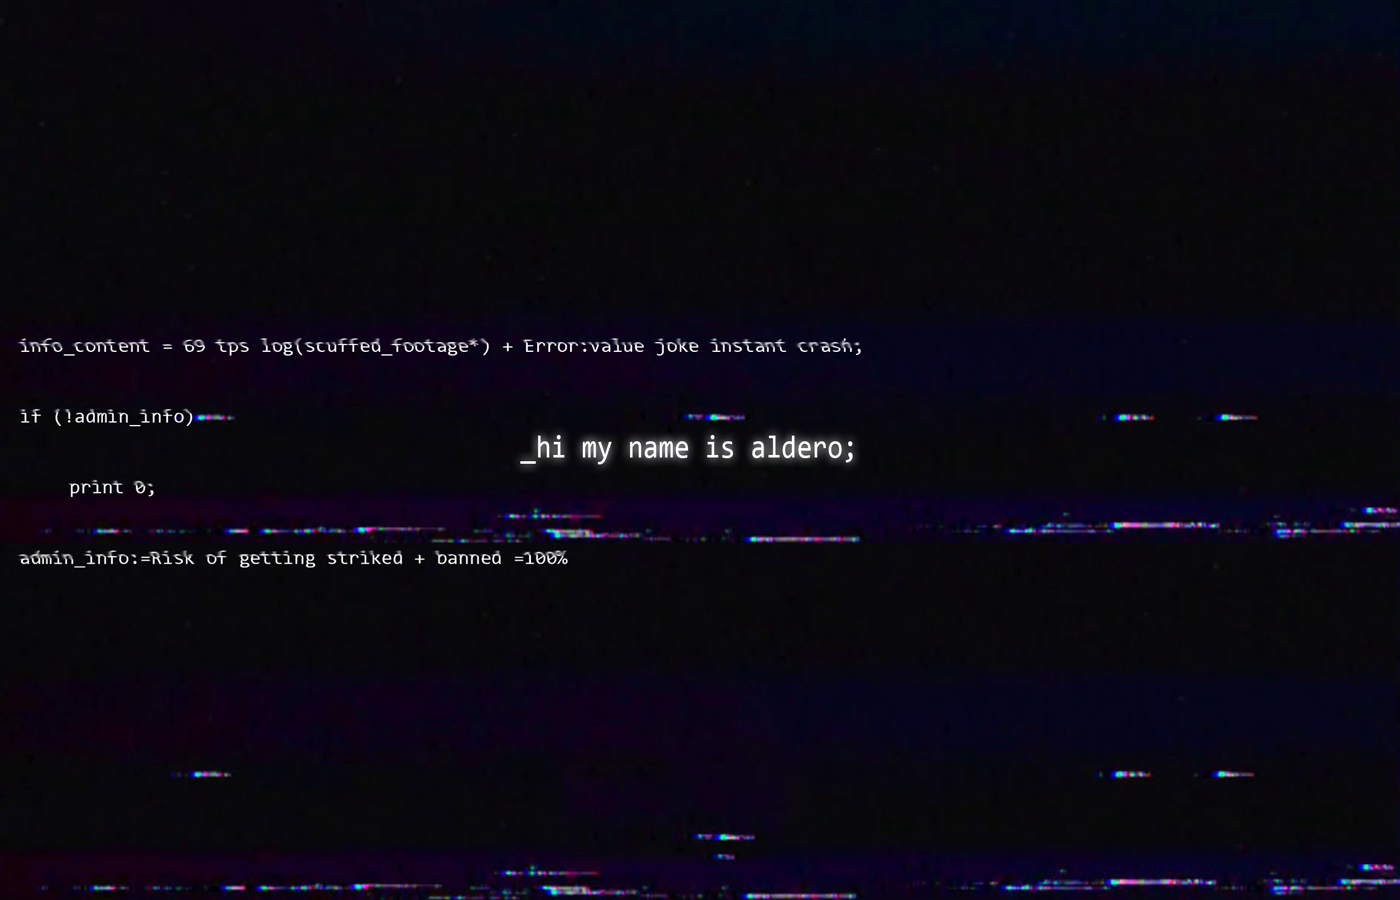 info_content = 69 tps log(scuffed_footage*) + Error:value joke instant crash;
if (!admin_info)
_hi my name is aldero;
print 0;
admin_info:=Risk of getting striked + banned =100%